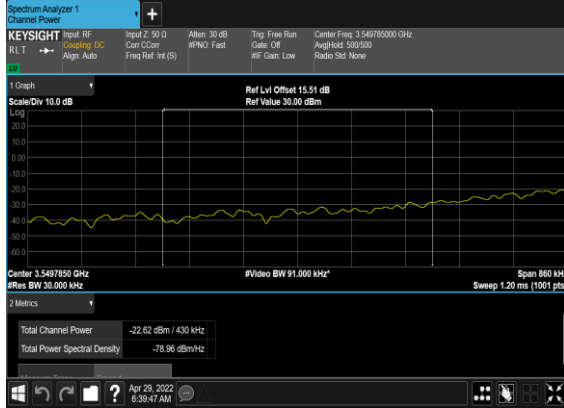 Spectrum Analyzer 1
Channel Power
+
KEYSIGHT Input: RF Input Z: 50 Ω Atten: 30 dB Trig: Free Run Center Freq: 3.549785000 GHz
RLT Coupling: DC Corr CCorr #PNO: Fast Gate: Off Avg|Hold: 500/500
Align: Auto Freq Ref: Int (S) #IF Gain: Low Radio Std: None
1 Graph Ref Lvl Offset 15.51 dB
Scale/Div 10.0 dB Ref Value 30.00 dBm
Log
20.0
10.0
0.00
-10.0
-20.0
-30.0
-40.0
-50.0
-60.0
Center 3.5497850 GHz #Video BW 91.000 kHz* Span 860 kH
#Res BW 30.000 kHz Sweep 1.20 ms (1001 pts
2 Metrics
Total Channel Power -22.62 dBm / 430 kHz
Total Power Spectral Density -78.96 dBm/Hz
? Apr 29, 2022
6:39:47 AM